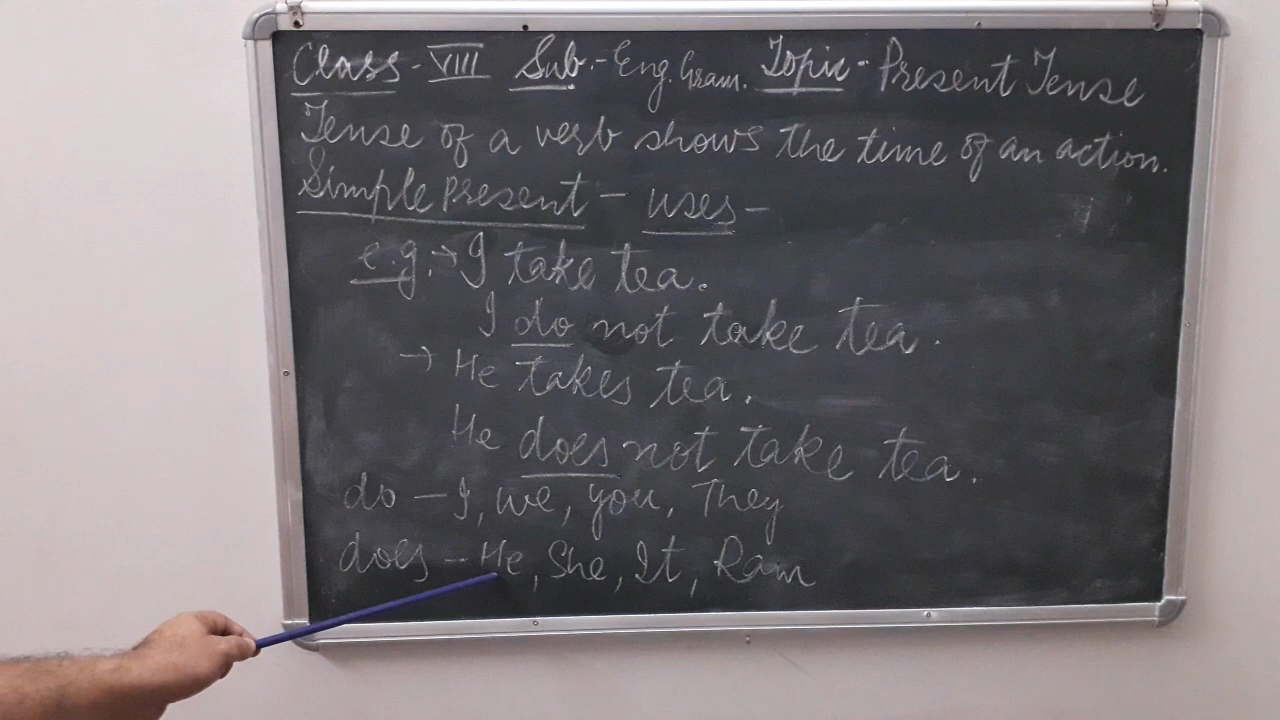 Class - VIII Sub.- Eng. Gram. Topic - Present Tense
Tense of a verb shows the time of an action.
Simple Present - uses -
e.g. → I take tea.
I do not take tea.
→ He takes tea.
He does not take tea.
do - I, we, you, They
does - He, She, It, Ram